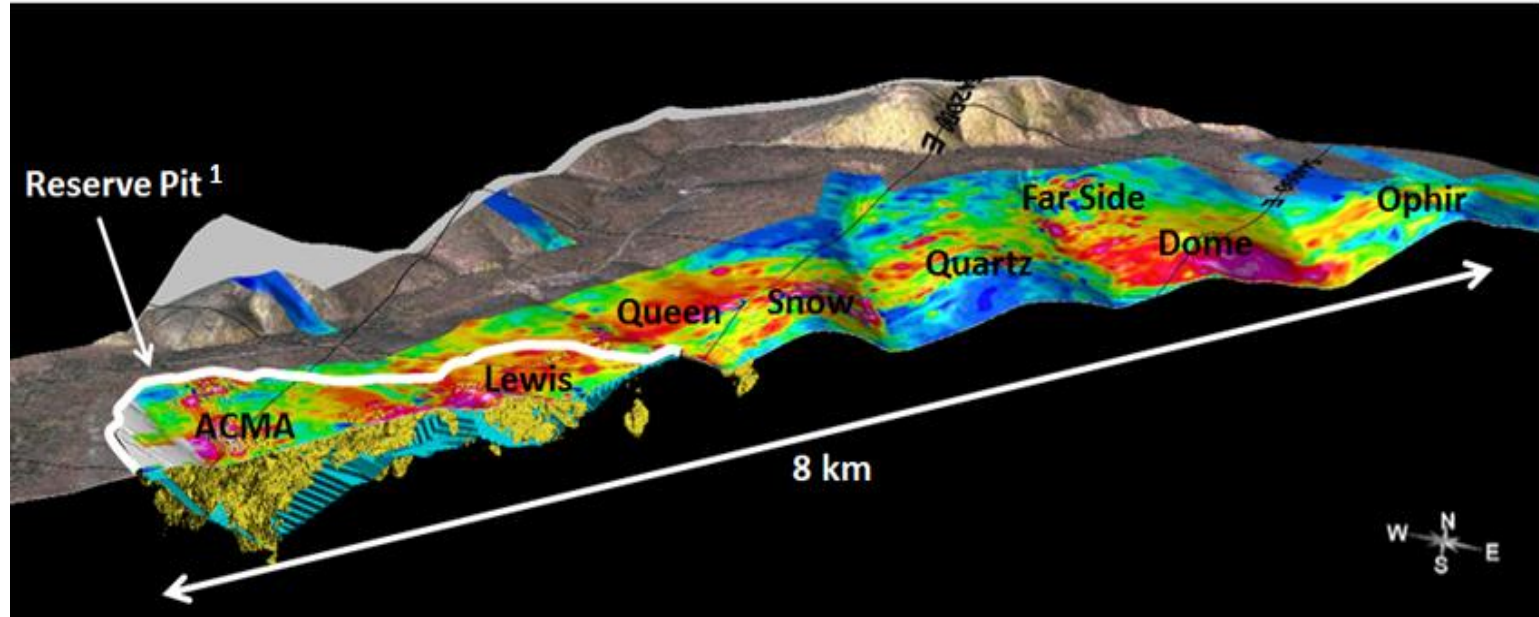 Reserve Pit 1
E
Far Side
Ophir
Dome
Quartz
Queen
Snow
Lewis
ACMA
8 km
N
W
E
S